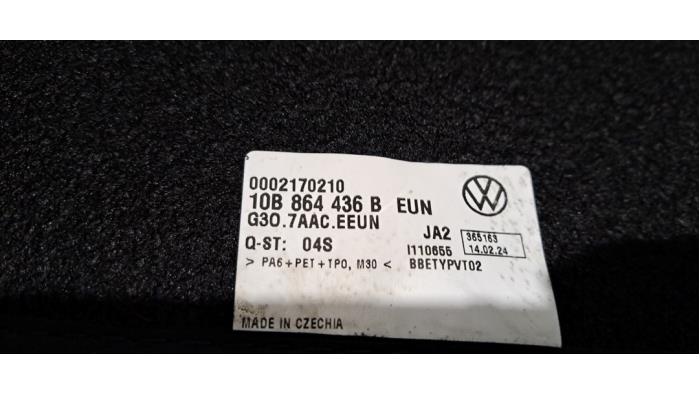 0002170210
10B 864 436 B EUN
G30.7AAC.EEUN
JA2 365163
Q-ST: 04S I110655 14.02.24
> PA6+PET+TPO, M30 < BBETYPVT02
MADE IN CZECHIA